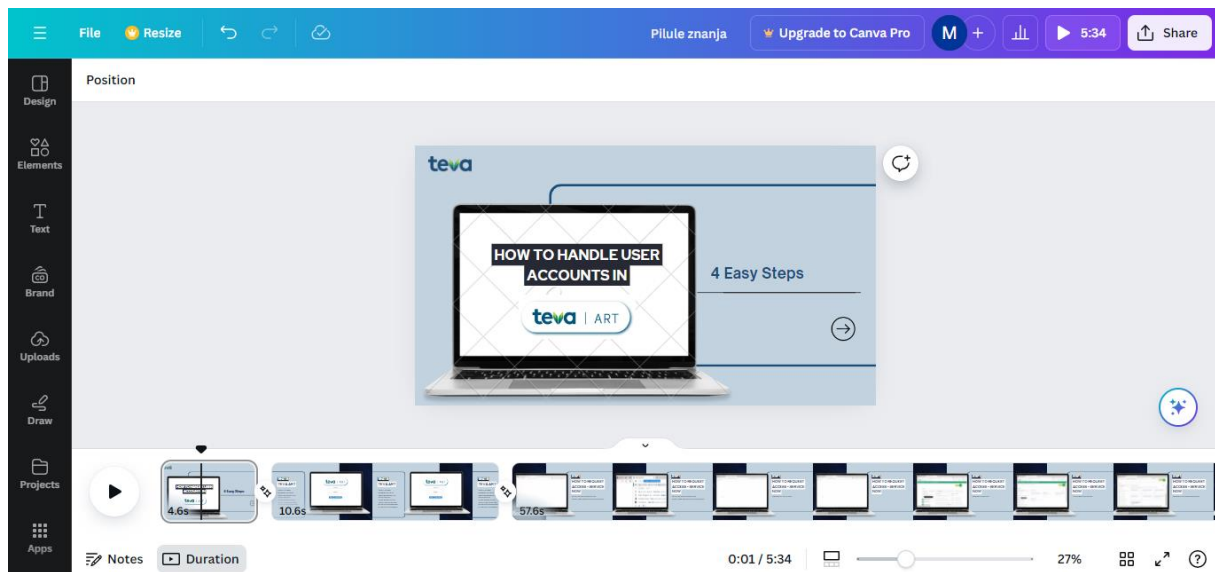 File
Resize
Pilule znanja
Upgrade to Canva Pro
M
+
5:34
Share
Design
Elements
Text
Brand
Uploads
Draw
Projects
Apps
Position
teva
HOW TO HANDLE USER
ACCOUNTS IN
teva | ART
4 Easy Steps
4.6s
10.6s
57.6s
Notes
Duration
0:01 / 5:34
27%